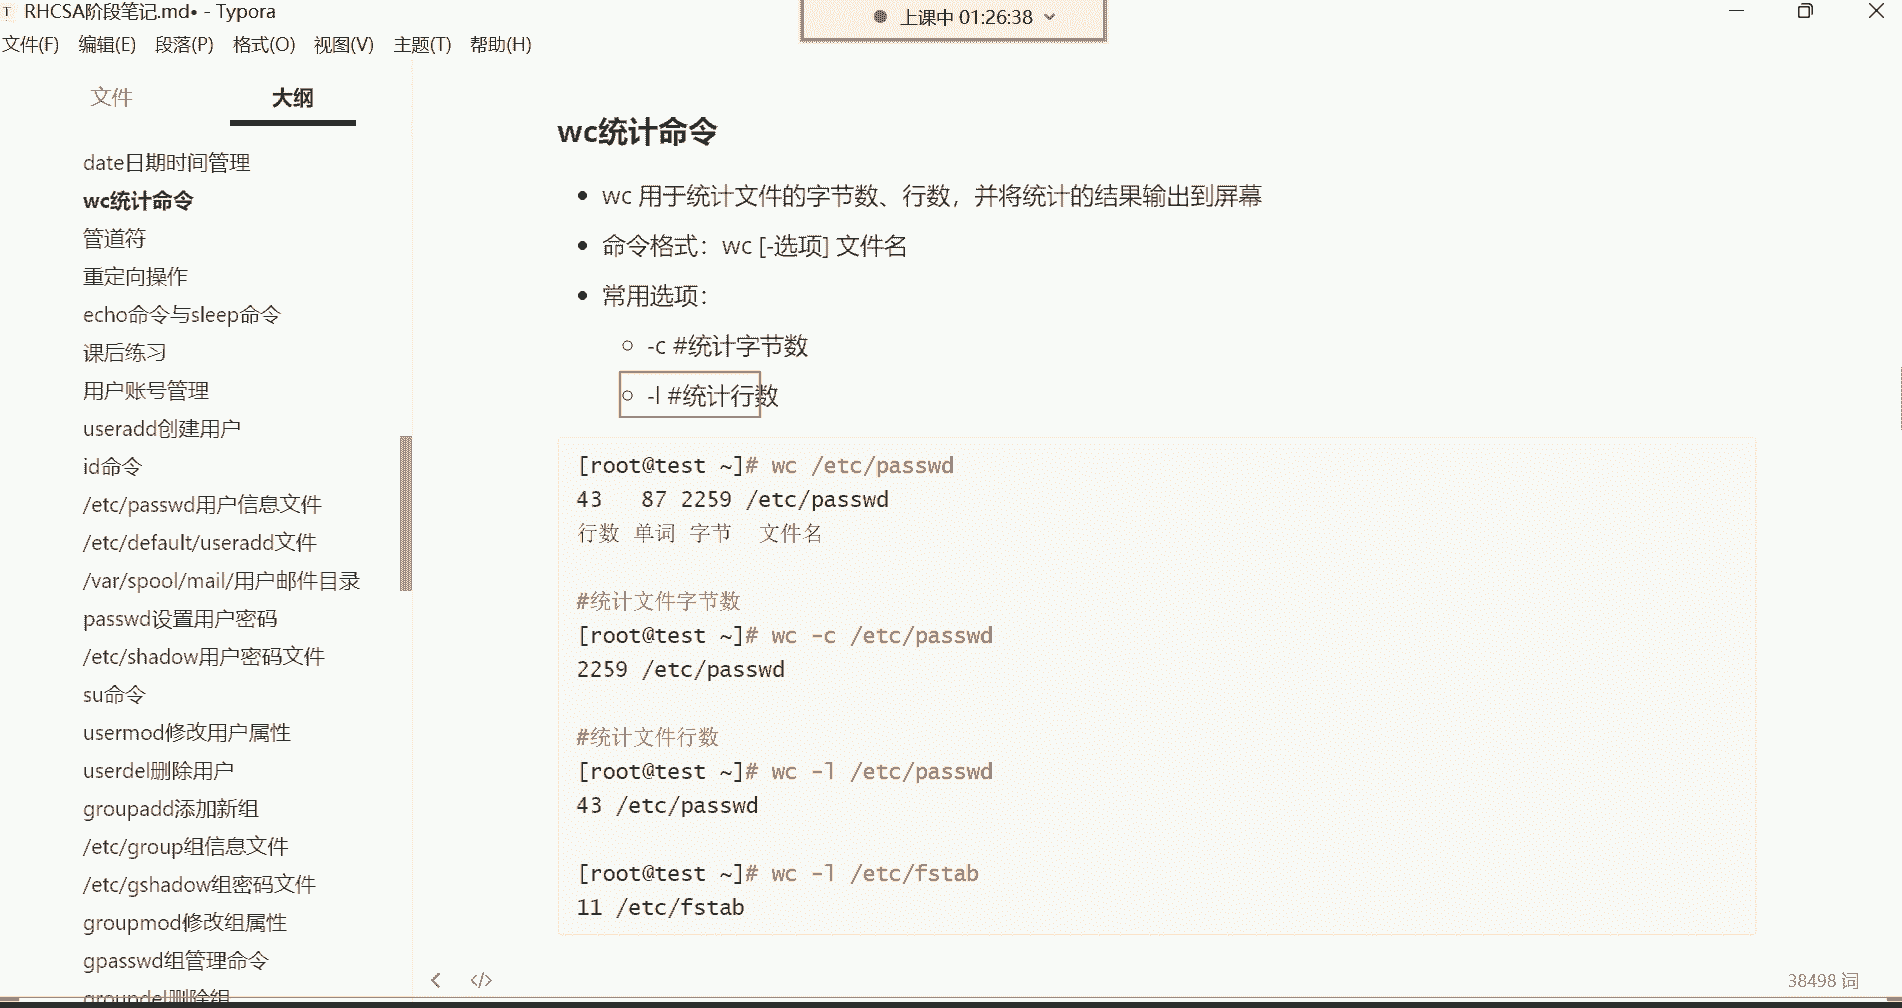 T RHCSA阶段笔记.md• - Typora
上课中 01:26:38
文件(F) 编辑(E) 段落(P) 格式(O) 视图(V) 主题(T) 帮助(H)
文件 大纲
date日期时间管理
wc统计命令
管道符
重定向操作
echo命令与sleep命令
课后练习
用户账号管理
useradd创建用户
id命令
/etc/passwd用户信息文件
/etc/default/useradd文件
/var/spool/mail/用户邮件目录
passwd设置用户密码
/etc/shadow用户密码文件
su命令
usermod修改用户属性
userdel删除用户
groupadd添加新组
/etc/group组信息文件
/etc/gshadow组密码文件
groupmod修改组属性
gpasswd组管理命令
groupdel删除组
wc统计命令
wc 用于统计文件的字节数、行数，并将统计的结果输出到屏幕
命令格式：wc [-选项] 文件名
常用选项：
-c #统计字节数
-l #统计行数
[root@test ~]# wc /etc/passwd
43 87 2259 /etc/passwd
行数 单词 字节 文件名
#统计文件字节数
[root@test ~]# wc -c /etc/passwd
2259 /etc/passwd
#统计文件行数
[root@test ~]# wc -l /etc/passwd
43 /etc/passwd
[root@test ~]# wc -l /etc/fstab
11 /etc/fstab
38498 词